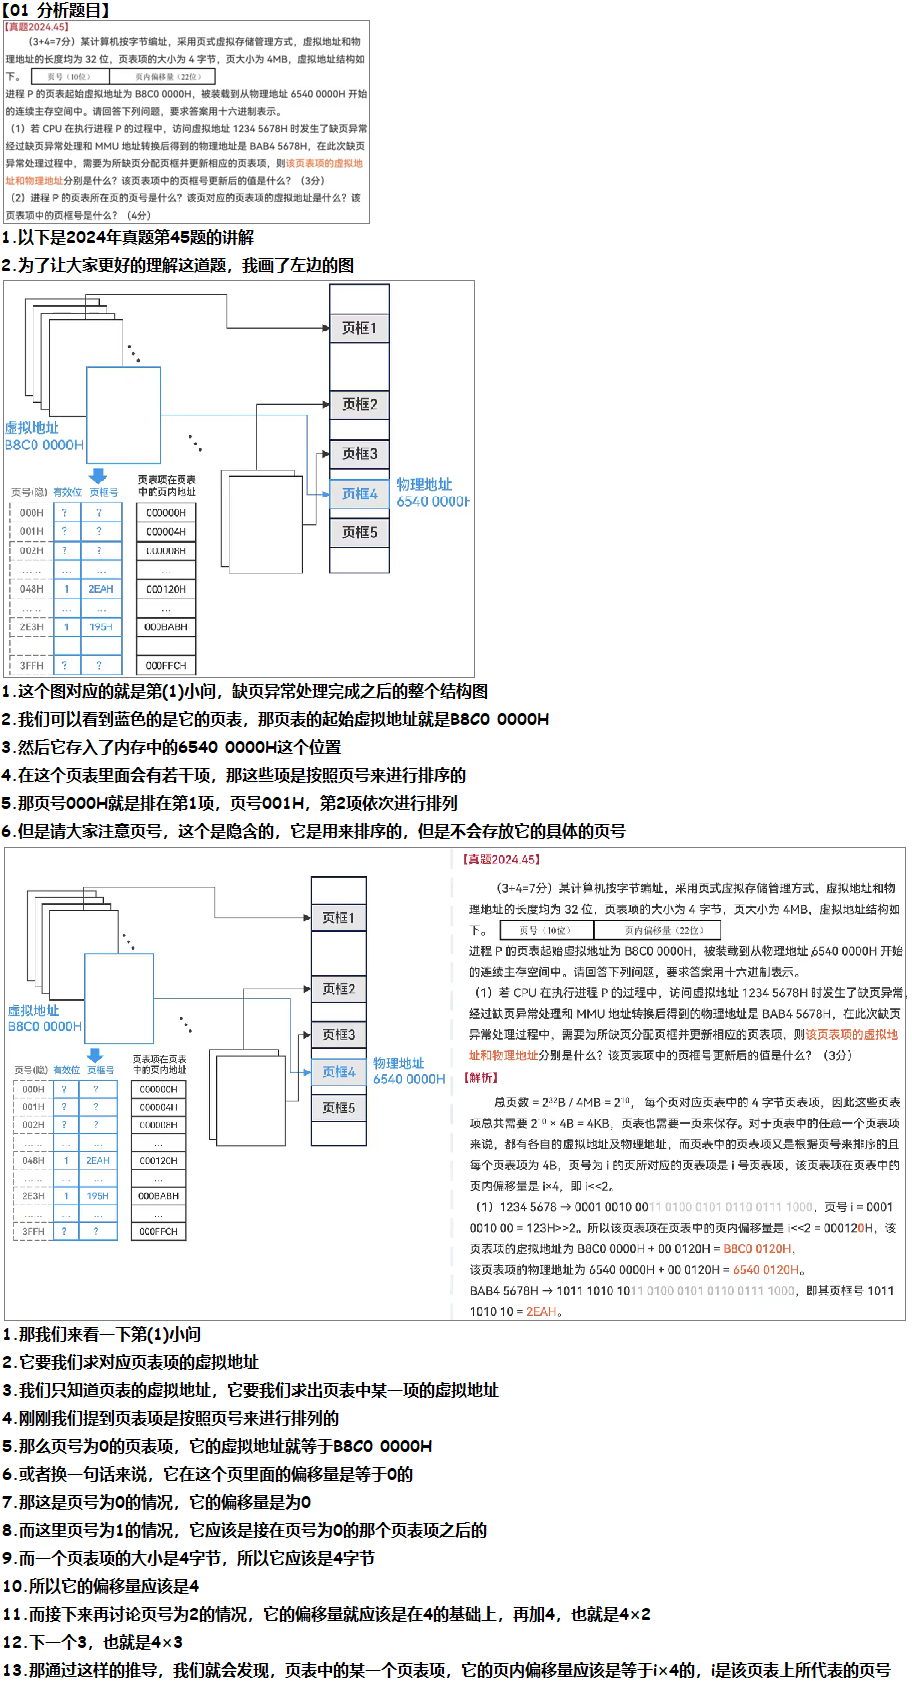 【01 分析题目】
【真题2024.45】
（3+4=7分）某计算机按字节编址，采用页式虚拟存储管理方式，虚拟地址和物
理地址的长度均为 32 位，页表项的大小为 4 字节，页大小为 4MB，虚拟地址结构如
下。 页号（10位） 页内偏移量（22位）
进程 P 的页表起始虚拟地址为 B8C0 0000H，被装载到从物理地址 6540 0000H 开始
的连续主存空间中。请回答下列问题，要求答案用十六进制表示。
（1）若 CPU 在执行进程 P 的过程中，访问虚拟地址 1234 5678H 时发生了缺页异常
经过缺页异常处理和 MMU 地址转换后得到的物理地址是 BAB4 5678H，在此次缺页
异常处理过程中，需要为所缺页分配页框并更新相应的页表项，则该页表项的虚拟地
址和物理地址分别是什么？该页表项中的页框号更新后的值是什么？（3分）
（2）进程 P 的页表所在页的页号是什么？该页对应的页表项的虚拟地址是什么？该
页表项中的页框号是什么？（4分）
1.以下是2024年真题第45题的讲解
2.为了让大家更好的理解这道题，我画了左边的图
页框1
页框2
虚拟地址
B8C0 0000H
页框3
物理地址
6540 0000H
页框4
页框5
页号(隐) 有效位 页框号 页表项在页表
中的页内地址
000H ? ? 000000H
001H ? ? 000004H
002H ? ? 000008H
... ... ... ... ...
048H 1 2EAH 000120H
... ... ... ... ...
2E3H 1 195H 000BABH
3FFH ? ? 000FFCH
1.这个图对应的就是第(1)小问，缺页异常处理完成之后的整个结构图
2.我们可以看到蓝色的是它的页表，那页表的起始虚拟地址就是B8C0 0000H
3.然后它存入了内存中的6540 0000H这个位置
4.在这个页表里面会有若干项，那这些项是按照页号来进行排序的
5.那页号000H就是排在第1项，页号001H，第2项依次进行排列
6.但是请大家注意页号，这个是隐含的，它是用来排序的，但是不会存放它的具体的页号
页框1
页框2
虚拟地址
B8C0 0000H
页框3
物理地址
6540 0000H
页框4
页框5
页号(隐) 有效位 页框号 页表项在页表
中的页内地址
000H ? ? 000000H
001H ? ? 000004H
002H ? ? 000008H
... ... ... ... ...
048H 1 2EAH 000120H
... ... ... ... ...
2E3H 1 195H 000BABH
... ... ... ... ...
3FFH ? ? 000FFCH
【真题2024.45】
（3+4=7分）某计算机按字节编址，采用页式虚拟存储管理方式，虚拟地址和物
理地址的长度均为 32 位，页表项的大小为 4 字节，页大小为 4MB，虚拟地址结构如
下。 页号（10位） 页内偏移量（22位）
进程 P 的页表起始虚拟地址为 B8C0 0000H，被装载到从物理地址 6540 0000H 开始
的连续主存空间中。请回答下列问题，要求答案用十六进制表示。
（1）若 CPU 在执行进程 P 的过程中，访问虚拟地址 1234 5678H 时发生了缺页异常，
经过缺页异常处理和 MMU 地址转换后得到的物理地址是 BAB4 5678H，在此次缺页
异常处理过程中，需要为所缺页分配页框并更新相应的页表项，则该页表项的虚拟地
址和物理地址分别是什么？该页表项中的页框号更新后的值是什么？（3分）
【解析】
总页数 = 2³²B / 4MB = 2¹⁰，每个页对应页表中的 4 字节页表项，因此这些页表
项总共需要 2¹⁰ × 4B = 4KB，页表也需要一页来保存。对于页表中的任意一个页表项
来说，都有各自的虚拟地址及物理地址，而页表中的页表项又是根据页号来排序的且
每个页表项为 4B，页号为 i 的页所对应的页表项是 i 号页表项，该页表项在页表中的
页内偏移量是 i×4，即 i<<2。
（1）1234 5678 → 0001 0010 0011 0100 0101 0110 0111 1000，页号 i = 0001
0010 00 = 123H>>2。所以该页表项在页表中的页内偏移量是 i<<2 = 000120H，该
页表项的虚拟地址为 B8C0 0000H + 00 0120H = B8C0 0120H，
该页表项的物理地址为 6540 0000H + 00 0120H = 6540 0120H。
BAB4 5678H → 1011 1010 1011 0100 0101 0110 0111 1000，即其页框号 1011
1010 10 = 2EAH。
1.那我们来看一下第(1)小问
2.它要我们求对应页表项的虚拟地址
3.我们只知道页表的虚拟地址，它要我们求出页表中某一项的虚拟地址
4.刚刚我们提到页表项是按照页号来进行排列的
5.那么页号为0的页表项，它的虚拟地址就等于B8C0 0000H
6.或者换一句话来说，它在这个页里面的偏移量是等于0的
7.那这是页号为0的情况，它的偏移量是为0
8.而这里页号为1的情况，它应该是接在页号为0的那个页表项之后的
9.而一个页表项的大小是4字节，所以它应该是4字节
10.所以它的偏移量应该是4
11.而接下来再讨论页号为2的情况，它的偏移量就应该是在4的基础上，再加4，也就是4×2
12.下一个3，也就是4×3
13.那通过这样的推导，我们就会发现，页表中的某一个页表项，它的页内偏移量应该是等于i×4的，i是该页表上所代表的页号